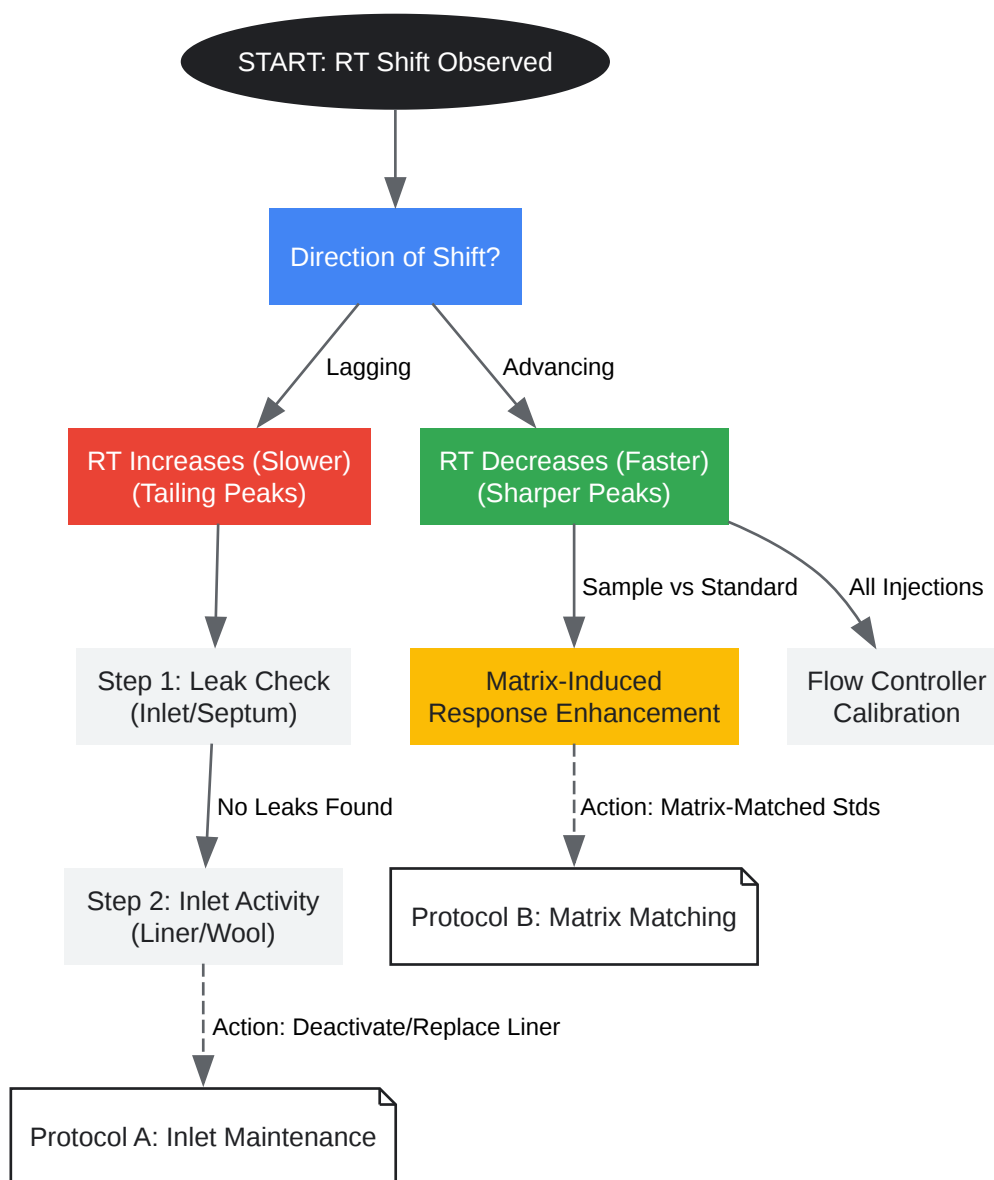 START: RT Shift Observed
Direction of Shift?
Lagging
Advancing
RT Increases (Slower)
(Tailing Peaks)
RT Decreases (Faster)
(Sharper Peaks)
Sample vs Standard
All Injections
Step 1: Leak Check
(Inlet/Septum)
Matrix-Induced
Response Enhancement
Flow Controller
Calibration
No Leaks Found
Action: Matrix-Matched Stds
Step 2: Inlet Activity
(Liner/Wool)
Protocol B: Matrix Matching
Action: Deactivate/Replace Liner
Protocol A: Inlet Maintenance